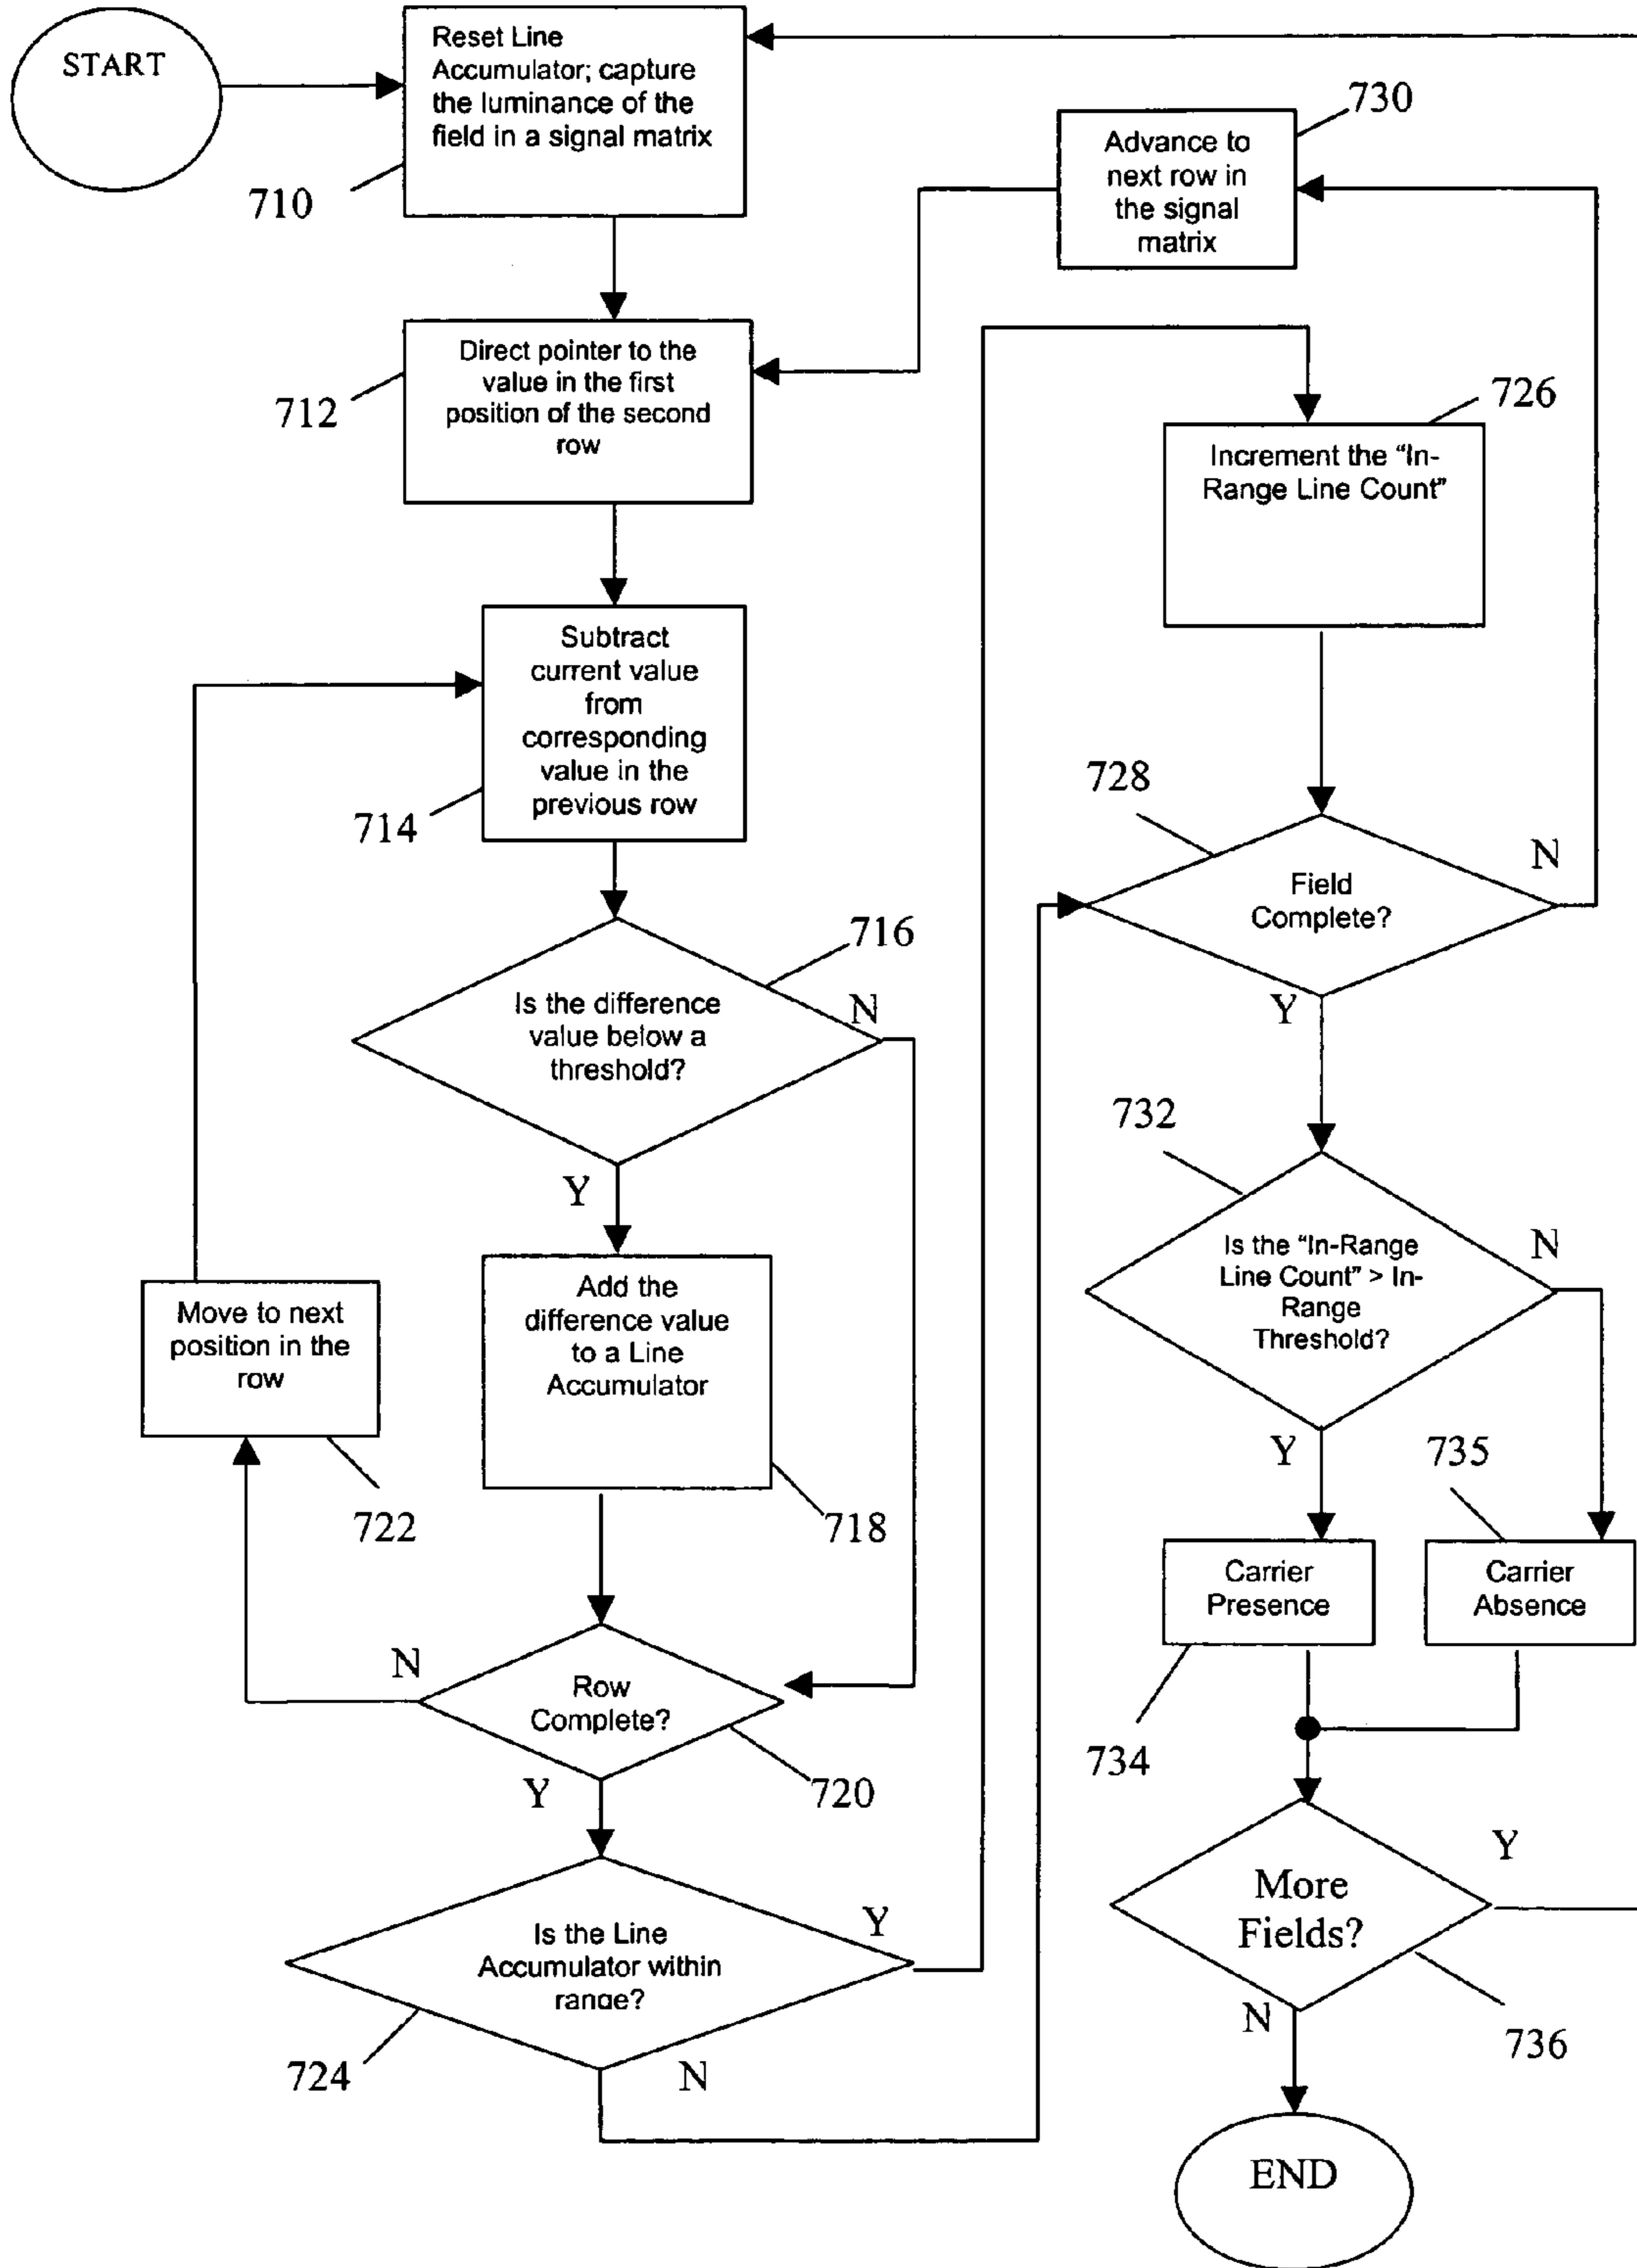 START
Reset Line
Accumulator; capture
the luminance of the
field in a signal matrix
710
730
Advance to
next row in
the signal
matrix
Direct pointer to the
value in the first
position of the second
row
712
726
Increment the “In-
Range Line Count”
Subtract
current value
from
corresponding
value in the
previous row
714
728
Field
Complete?
N
Y
716
Is the difference
value below a
threshold?
N
Y
732
Is the “In-Range
Line Count” > In-
Range
Threshold?
N
Y
Move to next
position in the
row
722
Add the
difference value
to a Line
Accumulator
718
735
Carrier
Presence
Carrier
Absence
734
N
Row
Complete?
Y
720
Is the Line
Accumulator within
range?
Y
724
N
More
Fields?
Y
N
736
END